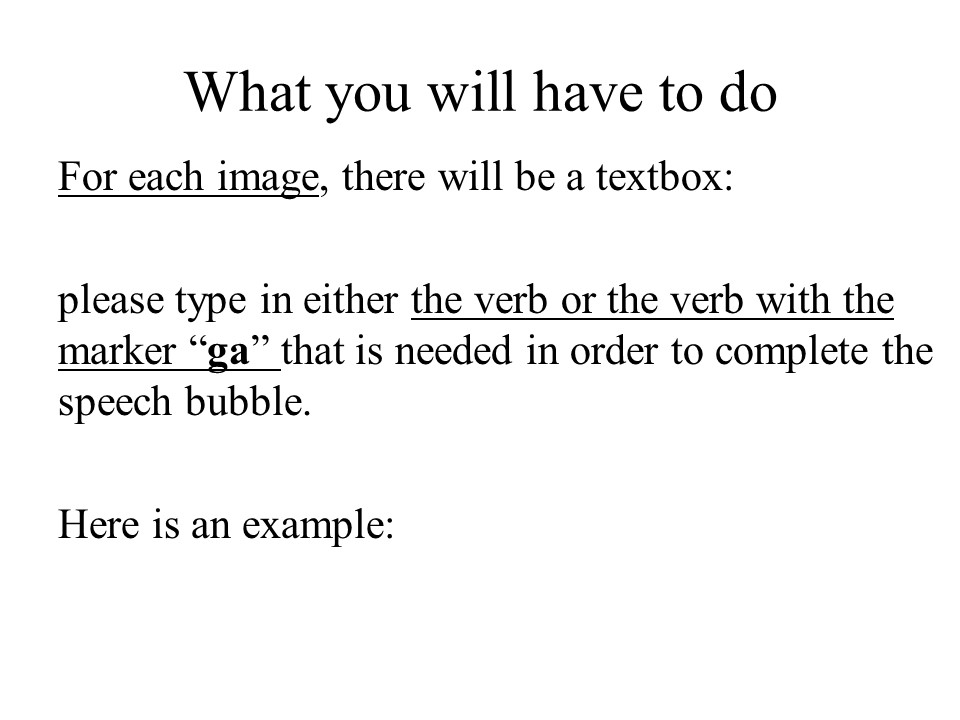 What you will have to do
For each image, there will be a textbox:
please type in either the verb or the verb with the
marker “ga” that is needed in order to complete the
speech bubble.
Here is an example: